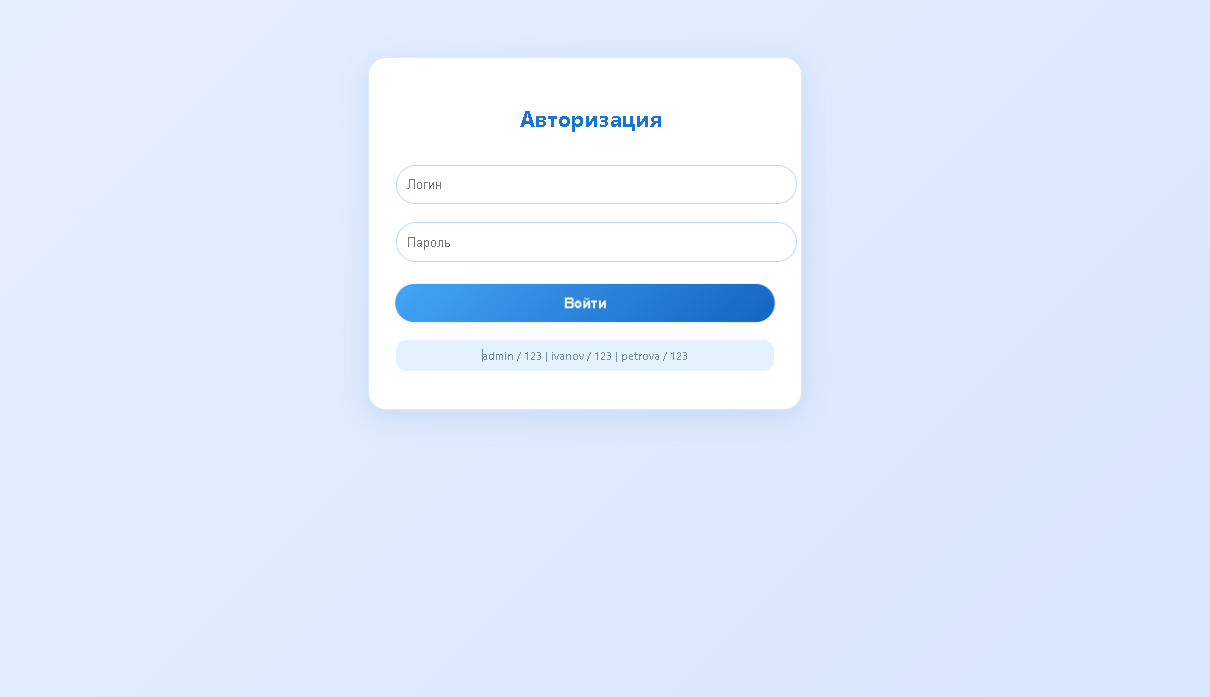 Авторизация
Логин
Пароль
Войти
admin / 123 | ivanov / 123 | petrova / 123